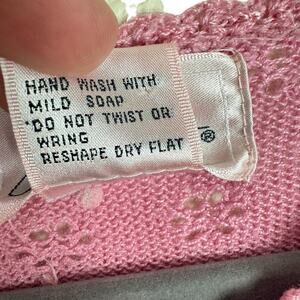 HAND WASH WITH
MILD SOAP
*DO NOT TWIST OR
WRING
RESHAPE DRY FLAT
®